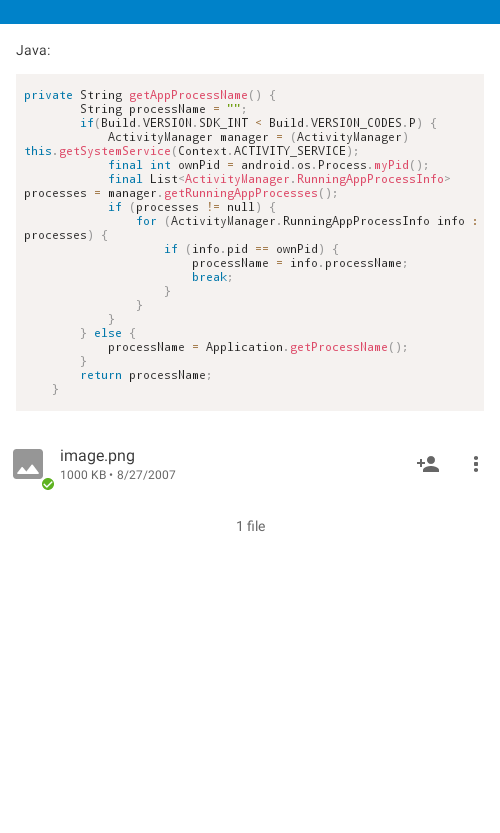 Java:
private String getAppProcessName() {
        String processName = "";
        if(Build.VERSION.SDK_INT < Build.VERSION_CODES.P) {
            ActivityManager manager = (ActivityManager)
this.getSystemService(Context.ACTIVITY_SERVICE);
            final int ownPid = android.os.Process.myPid();
            final List<ActivityManager.RunningAppProcessInfo>
processes = manager.getRunningAppProcesses();
            if (processes != null) {
                for (ActivityManager.RunningAppProcessInfo info :
processes) {
                    if (info.pid == ownPid) {
                        processName = info.processName;
                        break;
                    }
                }
            }
        } else {
            processName = Application.getProcessName();
        }
        return processName;
    }
image.png
1000 KB • 8/27/2007
1 file